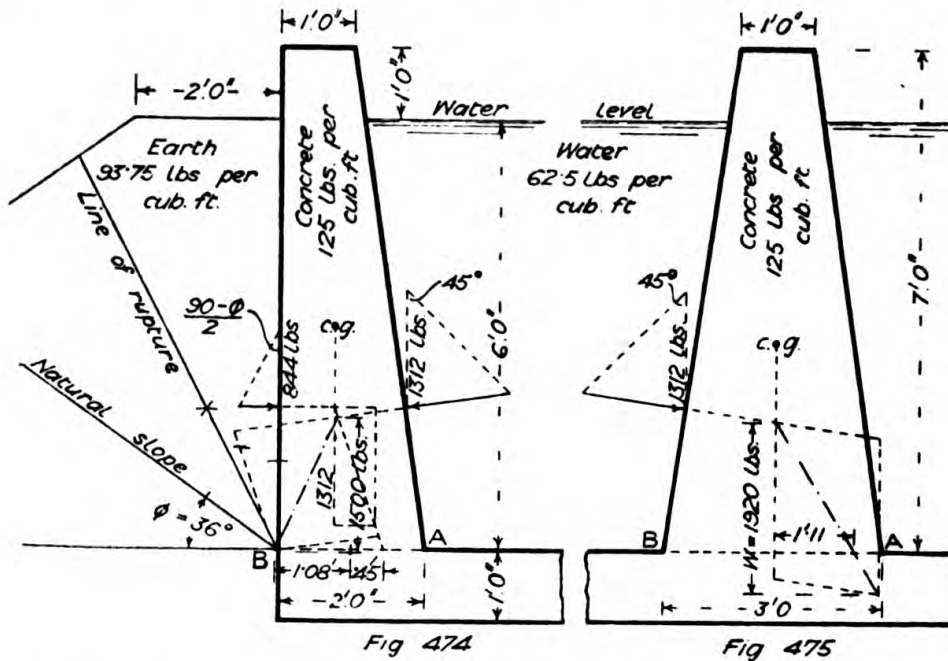 1'0"
1'0"
2'0"
1'0"
Water
Level
Earth
93·75 lbs per
cub. ft.
Concrete
125 Lbs. per
cub. ft.
Water
62·5 lbs per
cub. ft
Concrete
125 Lbs. per
cub. ft.
7'0"
Line of rupture
90-Ø
2
844 lbs
c.g.
45°
1312 lbs.
6'0"
45°
1312 lbs.
c.g.
Natural
slope
Ø = 36°
1312
1500 lbs.
W=1920 lbs.
1'11
B
A
B
A
1·08'
·45'
2'0"
1'0"
3'0
Fig 474
Fig 475